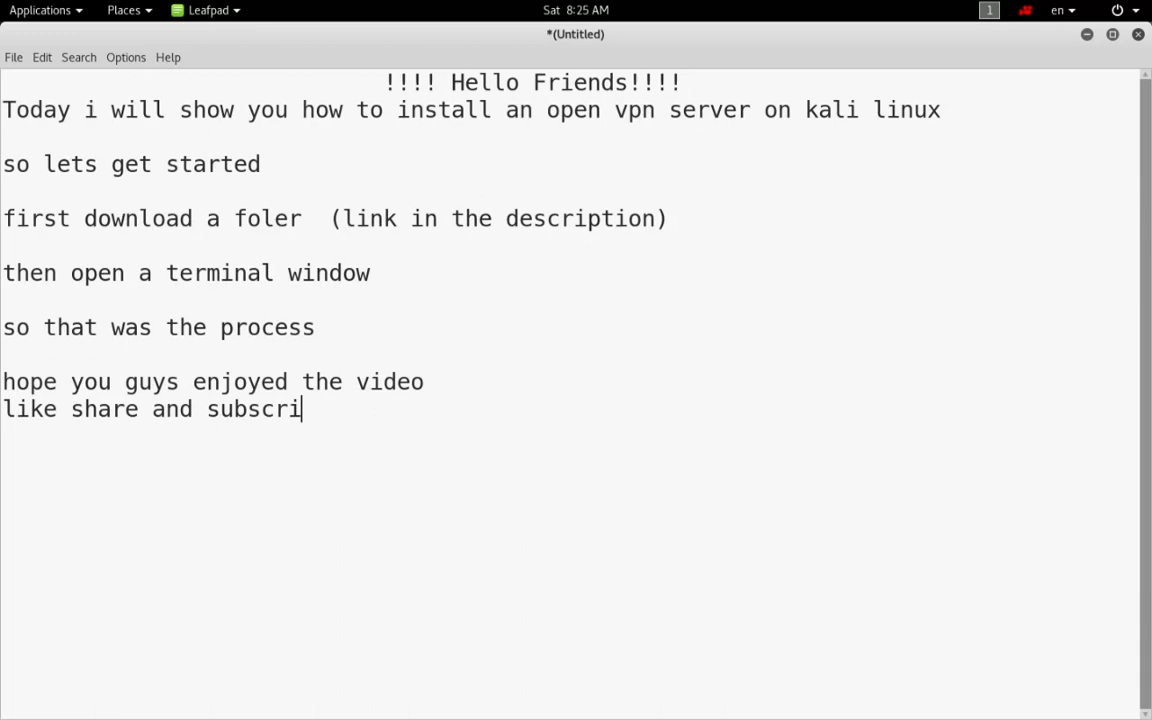 Applications Places Leafpad Sat 8:25 AM 1 en
*(Untitled)
File Edit Search Options Help
!!!! Hello Friends!!!!
Today i will show you how to install an open vpn server on kali linux
so lets get started
first download a foler (link in the description)
then open a terminal window
so that was the process
hope you guys enjoyed the video
like share and subscri